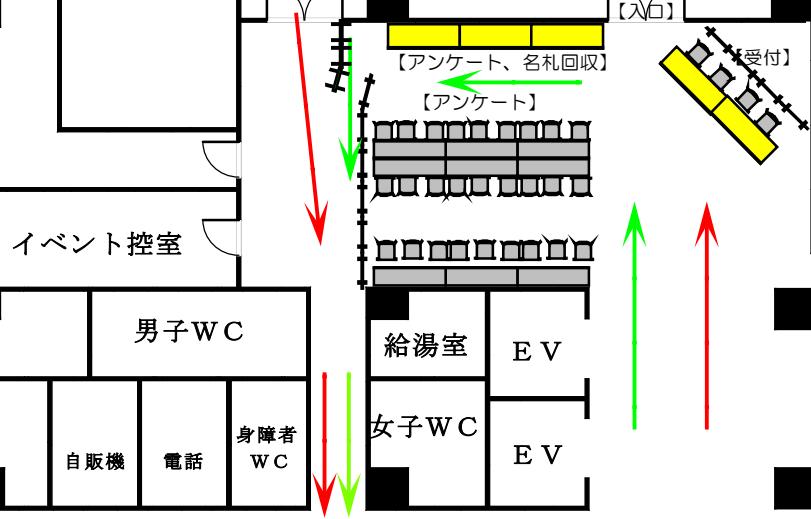 【入口】
【アンケート、名札回収】
【受付】
【アンケート】
イベント控室
男子ＷＣ
給湯室
ＥＶ
女子ＷＣ
身障者
ＷＣ
自販機
電話
ＥＶ